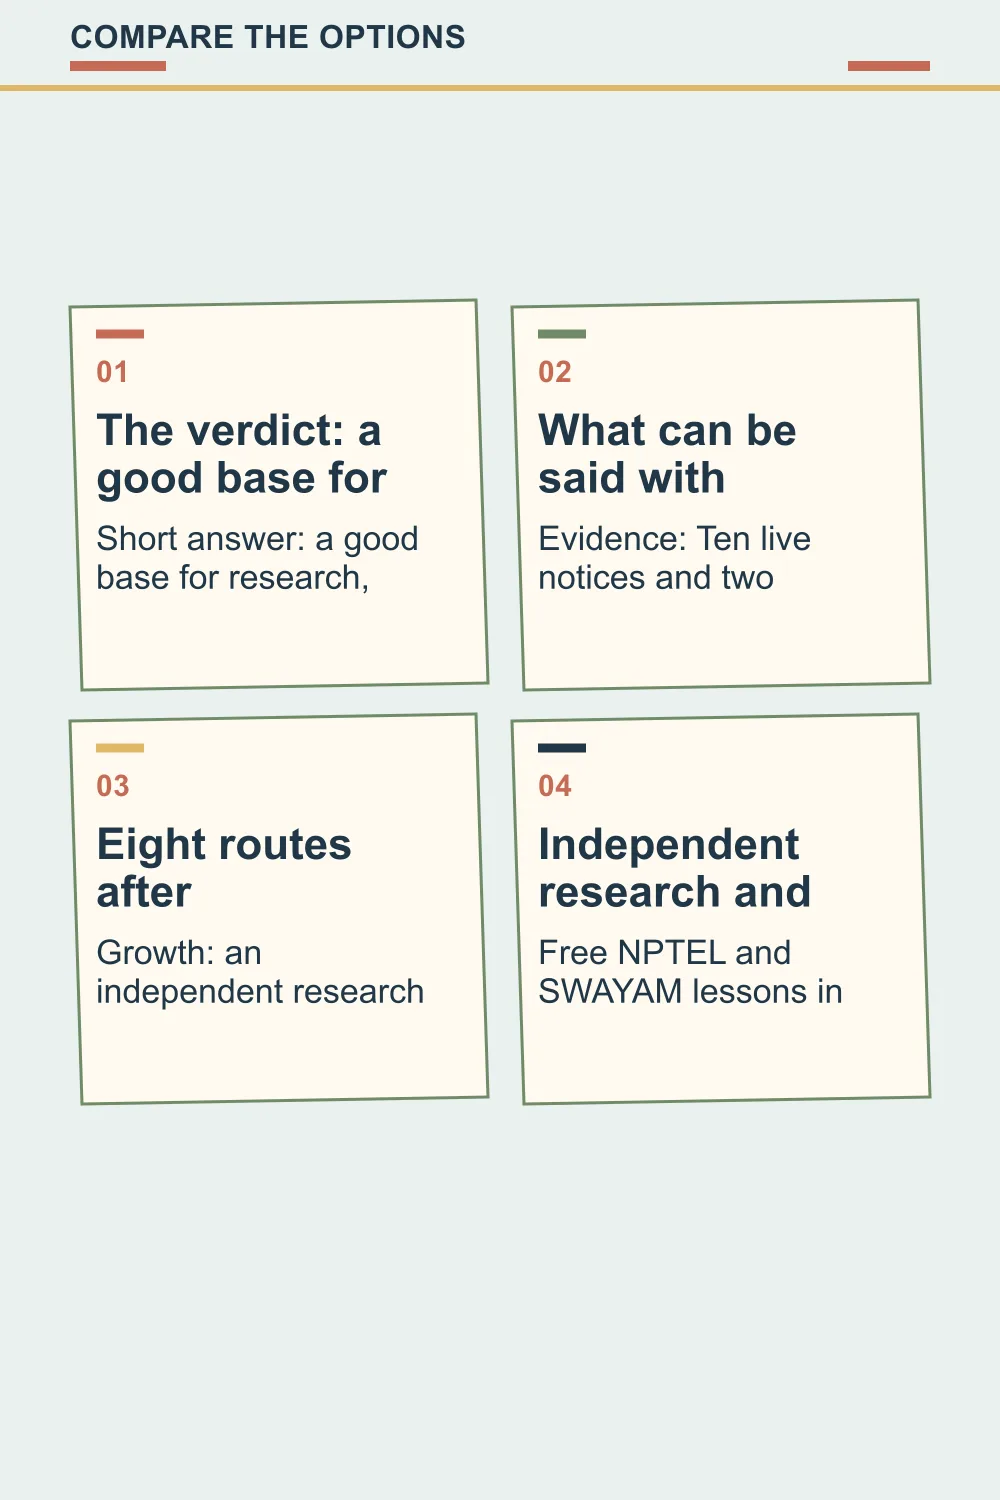 COMPARE THE OPTIONS
01
The verdict: a
good base for
Short answer: a good
base for research,
02
What can be
said with
Evidence: Ten live
notices and two
03
Eight routes
after
Growth: an
independent research
04
Independent
research and
Free NPTEL and
SWAYAM lessons in